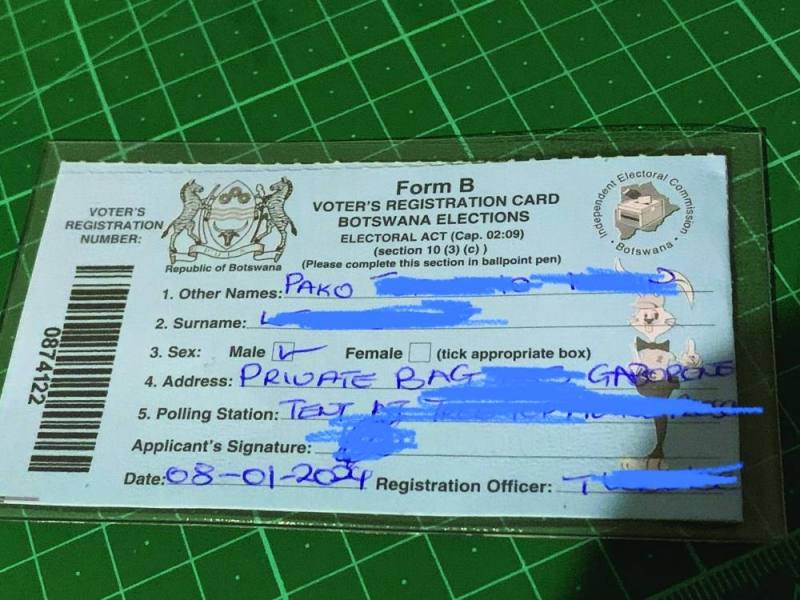 Form B
VOTER'S REGISTRATION CARD
BOTSWANA ELECTIONS
ELECTORAL ACT (Cap. 02:09)
(section 10 (3) (c) )
(Please complete this section in ballpoint pen)
VOTER'S
REGISTRATION
NUMBER:
0874122
Republic of Botswana
Independent Electoral Commission
• Botswana •
1. Other Names: PAKO
2. Surname:
3. Sex: Male Female (tick appropriate box)
4. Address: PRIVATE BAG GABORONE
5. Polling Station: TENT AT
Applicant's Signature:
Date: 08-01-2024 Registration Officer: